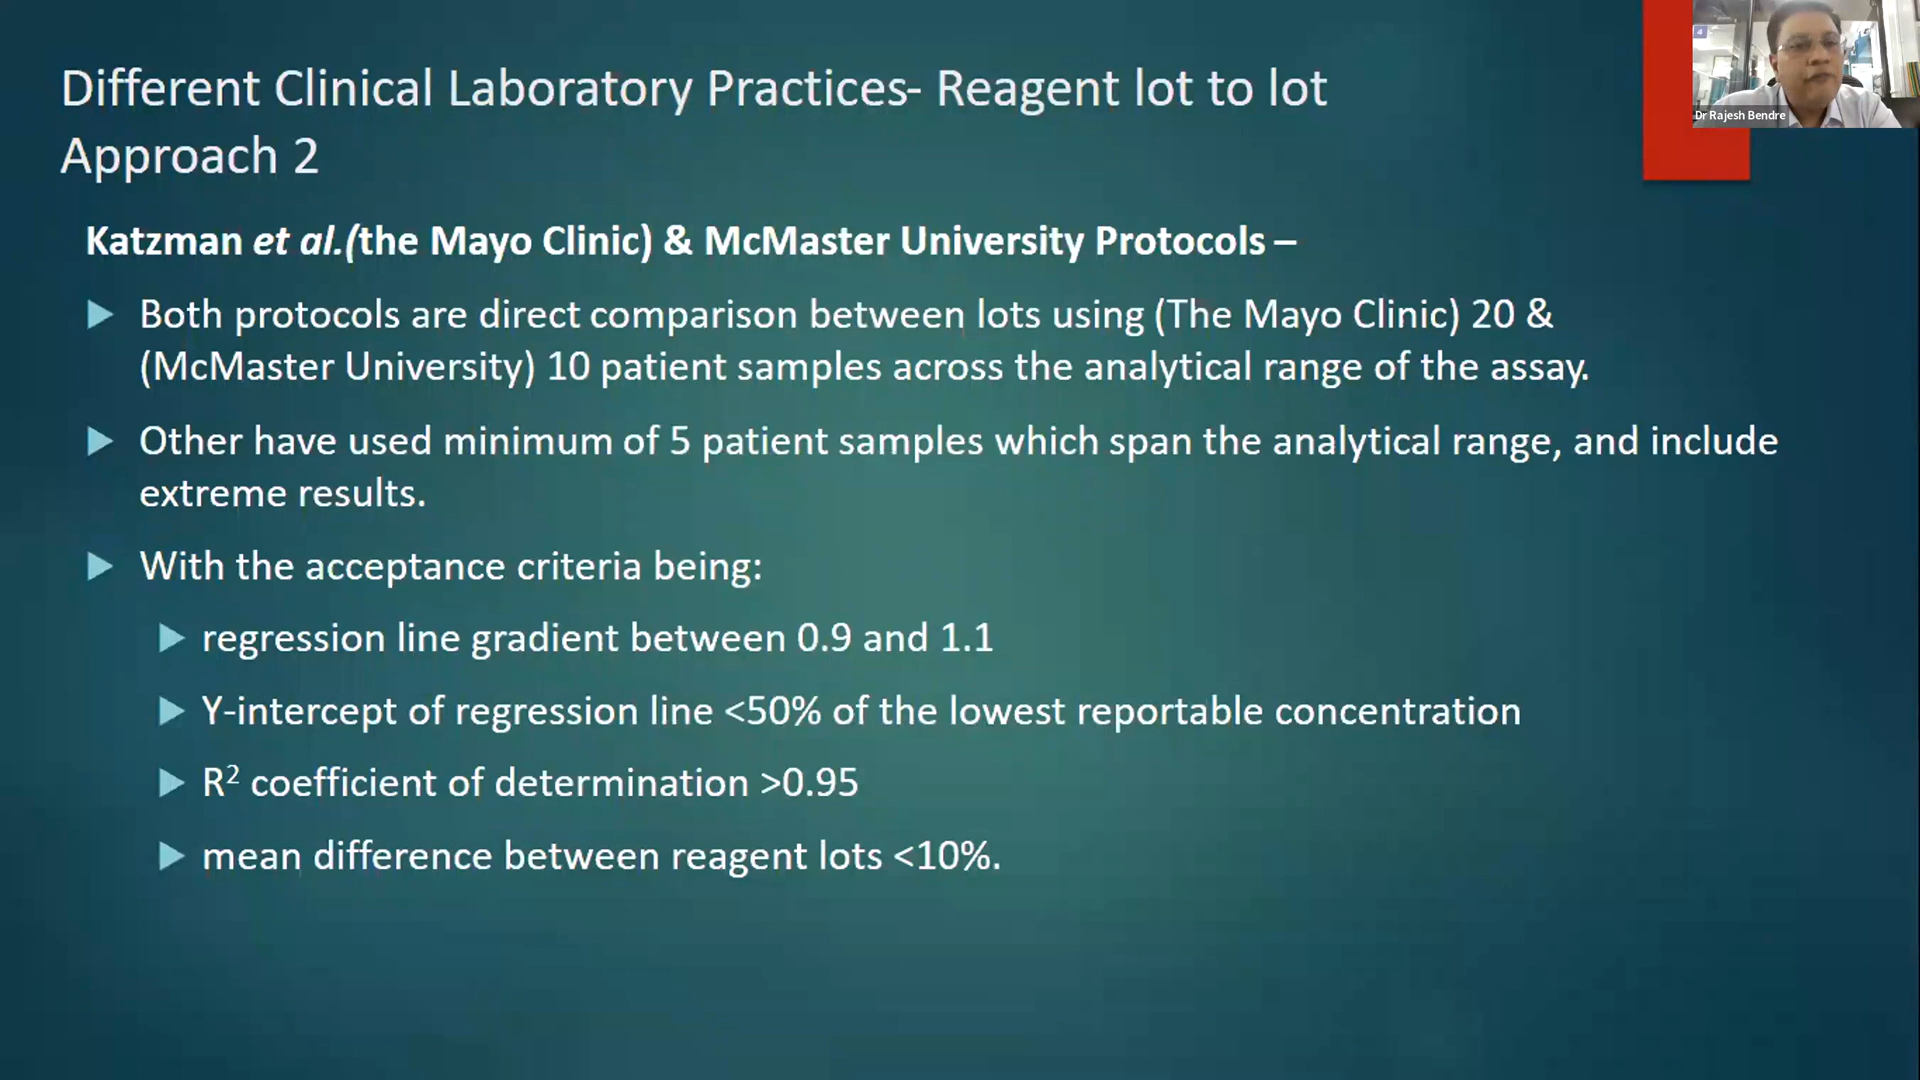 Different Clinical Laboratory Practices- Reagent lot to lot
Approach 2
Dr Rajesh Bendre
Katzman et al.(the Mayo Clinic) & McMaster University Protocols –
Both protocols are direct comparison between lots using (The Mayo Clinic) 20 &
(McMaster University) 10 patient samples across the analytical range of the assay.
Other have used minimum of 5 patient samples which span the analytical range, and include
extreme results.
With the acceptance criteria being:
regression line gradient between 0.9 and 1.1
Y-intercept of regression line <50% of the lowest reportable concentration
R² coefficient of determination >0.95
mean difference between reagent lots <10%.